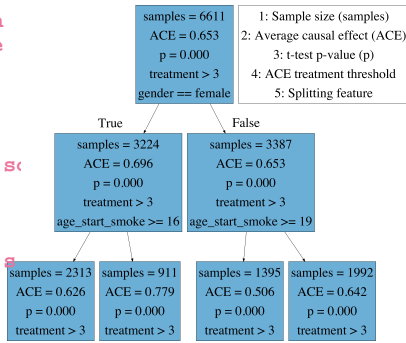 samples = 6611
ACE = 0.653
p = 0.000
treatment > 3
gender == female
1: Sample size (samples)
2: Average causal effect (ACE)
3: t-test p-value (p)
4: ACE treatment threshold
5: Splitting feature
True
False
samples = 3224
ACE = 0.696
p = 0.000
treatment > 3
age_start_smoke >= 16
samples = 3387
ACE = 0.653
p = 0.000
treatment > 3
age_start_smoke >= 19
samples = 2313
ACE = 0.626
p = 0.000
treatment > 3
samples = 911
ACE = 0.779
p = 0.000
treatment > 3
samples = 1395
ACE = 0.506
p = 0.000
treatment > 3
samples = 1992
ACE = 0.642
p = 0.000
treatment > 3